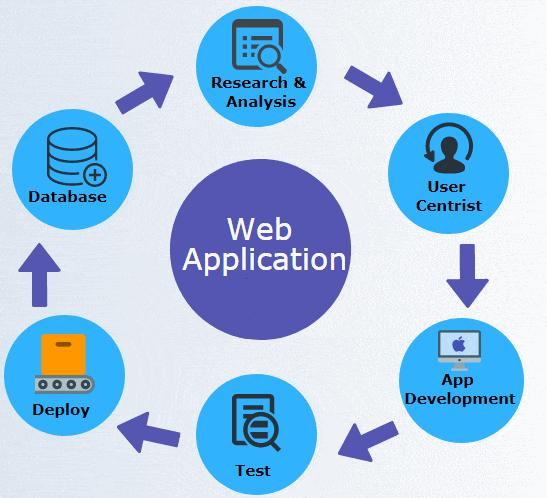 Research &
Analysis
User
Centrist
App
Development
Test
Deploy
Database
Web
Application